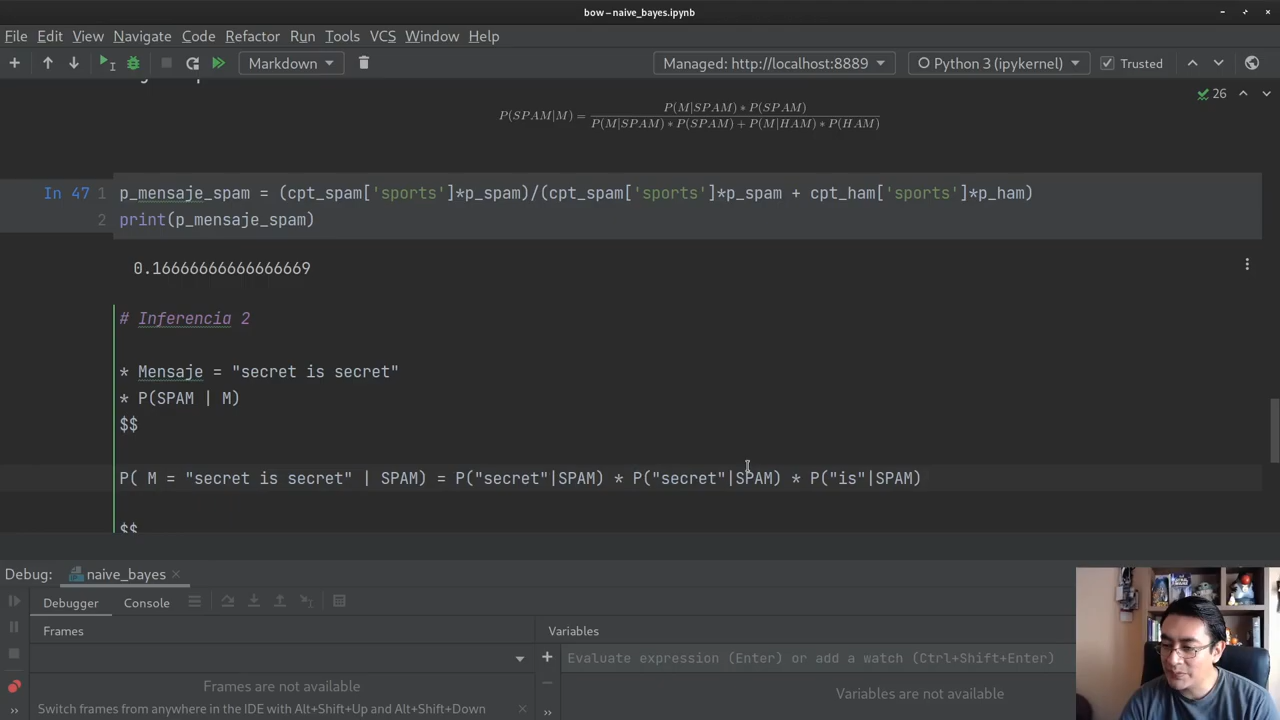 bow – naive_bayes.ipynb
File Edit View Navigate Code Refactor Run Tools VCS Window Help
Markdown Managed: http://localhost:8889 Python 3 (ipykernel) Trusted
26
P(SPAM|M) = P(M|SPAM) * P(SPAM) / P(M|SPAM) * P(SPAM) + P(M|HAM) * P(HAM)
In 47 1 p_mensaje_spam = (cpt_spam['sports']*p_spam)/(cpt_spam['sports']*p_spam + cpt_ham['sports']*p_ham)
2 print(p_mensaje_spam)
0.16666666666666669
# Inferencia 2
* Mensaje = "secret is secret"
* P(SPAM | M)
$$
P( M = "secret is secret" | SPAM) = P("secret"|SPAM) * P("secret"|SPAM) * P("is"|SPAM)
$$
Debug: naive_bayes
Debugger Console
Frames Variables
Evaluate expression (Enter) or add a watch (Ctrl+Shift+Enter)
Frames are not available
Variables are not available
Switch frames from anywhere in the IDE with Alt+Shift+Up and Alt+Shift+Down